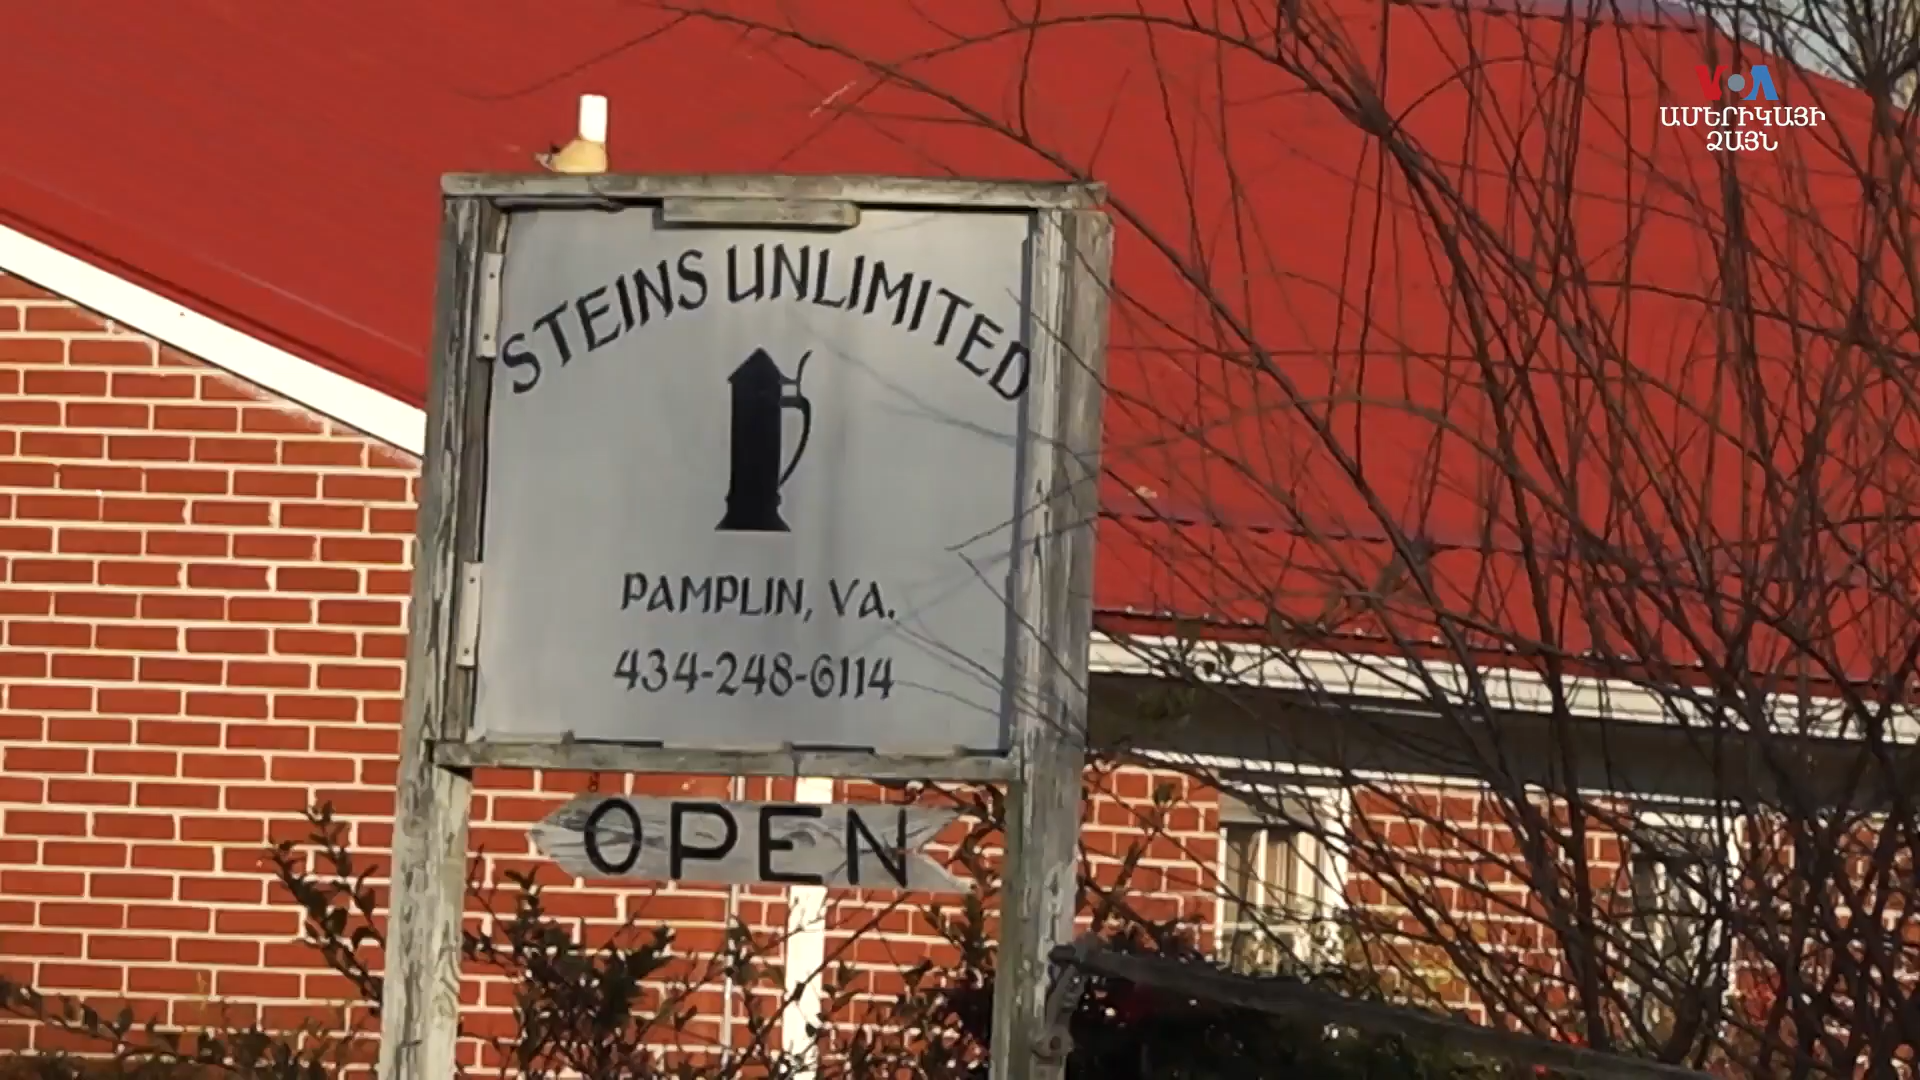 VOA
ԱՄԵՐԻԿԱՅԻ
ՁԱՅՆ
STEINS UNLIMITED
PAMPLIN, VA.
434-248-6114
OPEN